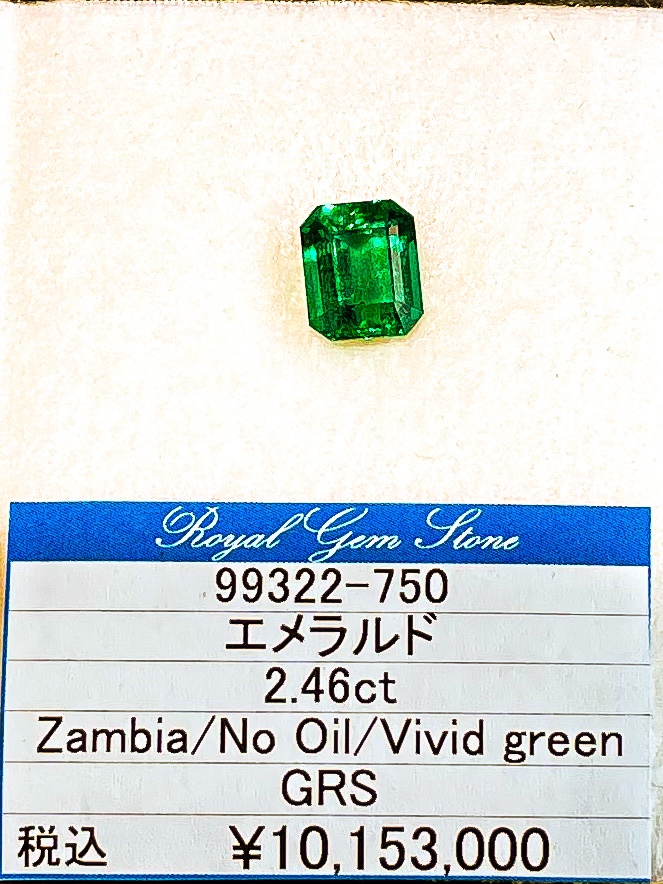 Royal Gem Stone
99322-750
エメラルド
2.46ct
Zambia/No Oil/Vivid green
GRS
税込 ¥10,153,000